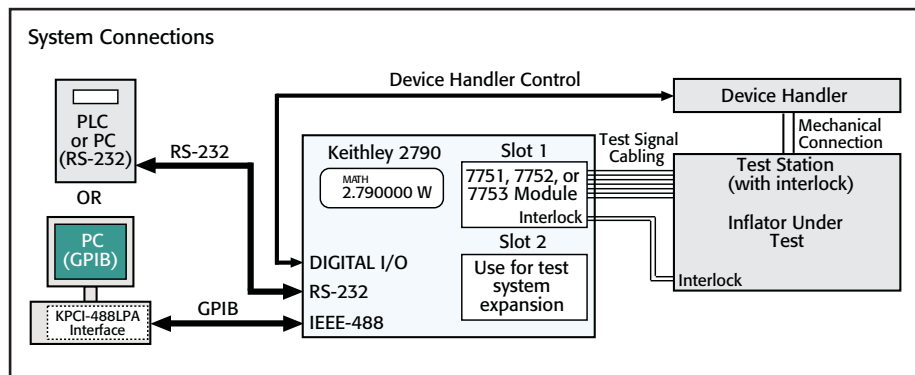 System Connections
Device Handler Control
Device Handler
PLC
or PC
(RS-232)
RS-232
Mechanical
Connection
Test Signal
Cabling
Keithley 2790
MATH
2.790000 W
Slot 1
7751, 7752, or
7753 Module
Interlock
Test Station
(with interlock)
Inflator Under
Test
Interlock
OR
PC
(GPIB)
KPCI-488LPA
Interface
GPIB
DIGITAL I/O
RS-232
IEEE-488
Slot 2
Use for test
system
expansion